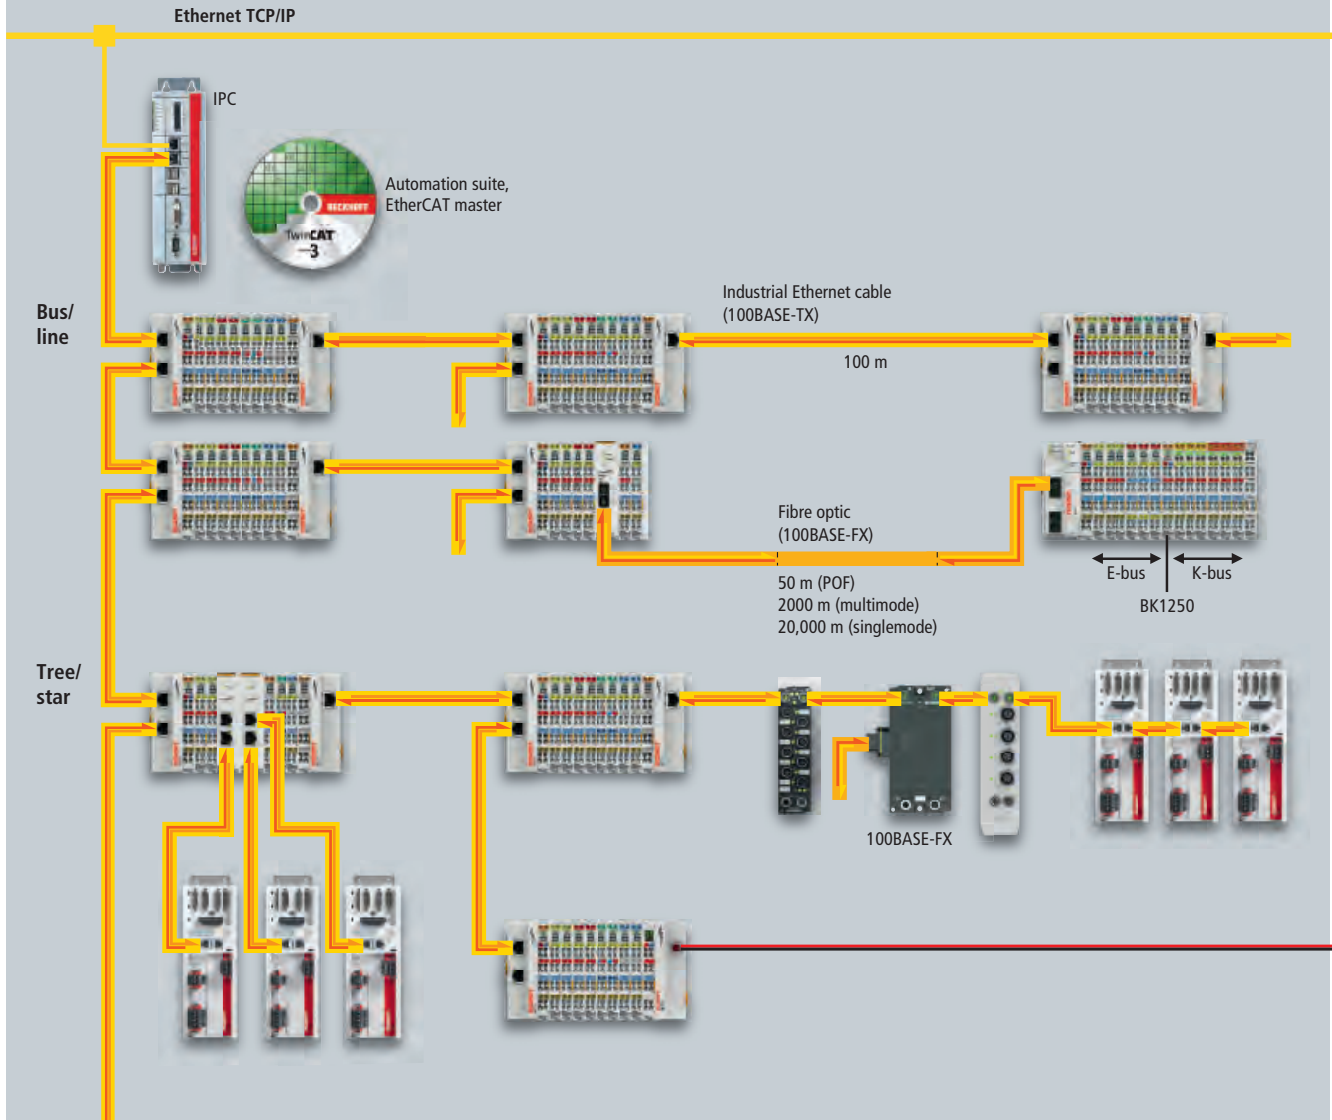 Ethernet TCP/IP
IPC
Automation suite,
EtherCAT master
BECKHOFF
TwinCAT
3
Bus/
line
Industrial Ethernet cable
(100BASE-TX)
100 m
Fibre optic
(100BASE-FX)
50 m (POF)
2000 m (multimode)
20,000 m (singlemode)
E-bus
K-bus
BK1250
Tree/
star
100BASE-FX